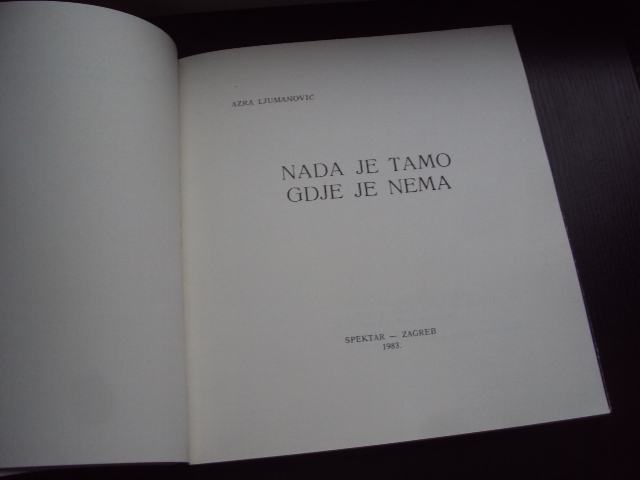 AZRA LJUMANOVIC
NADA JE TAMO
GDJE JE NEMA
SPEKTAR — ZAGREB
1983.